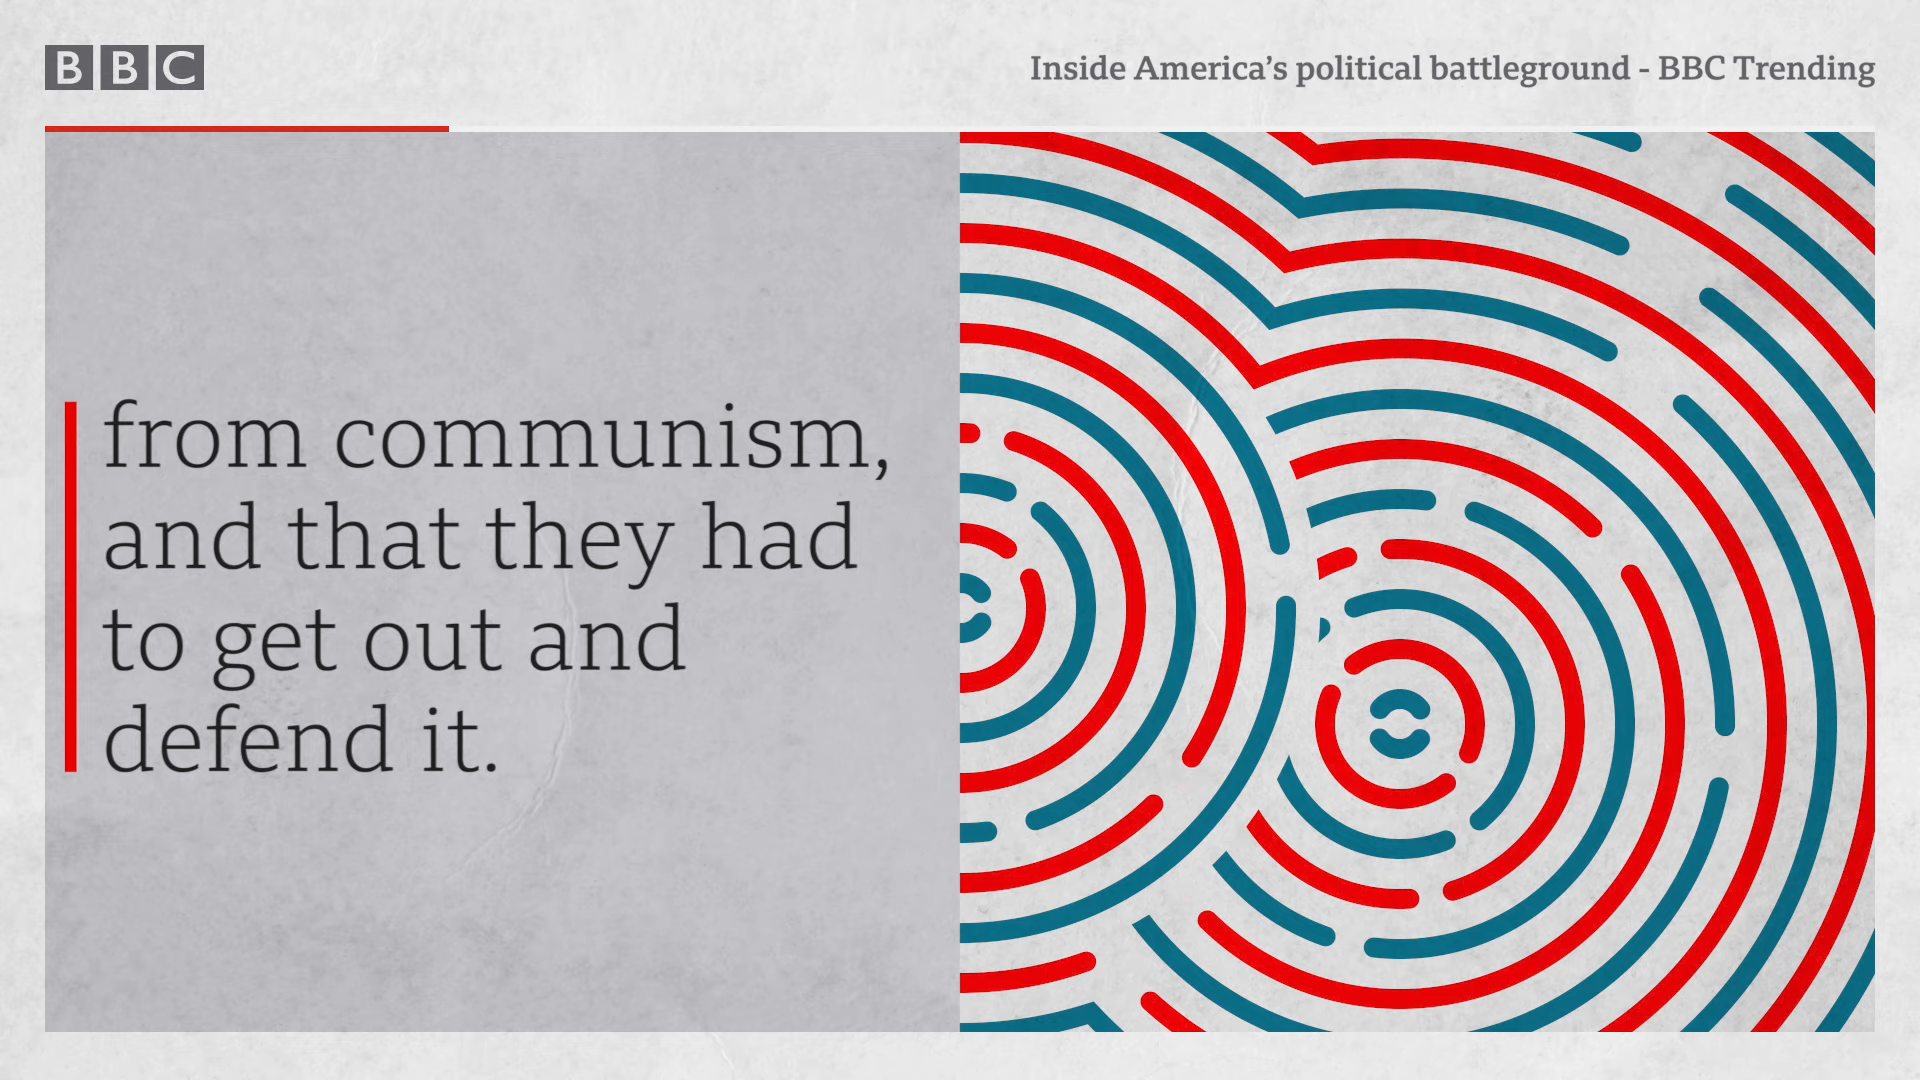 BBC
Inside America's political battleground - BBC Trending
from communism,
and that they had
to get out and
defend it.